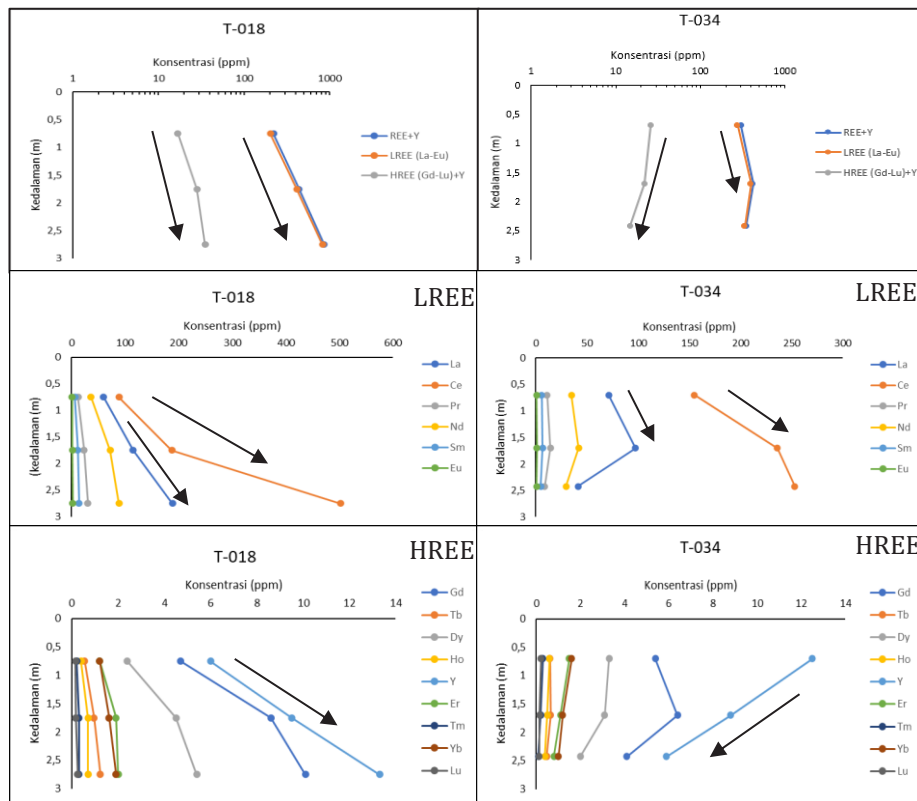 T-018
Konsentrasi (ppm)
1 10 100 1000
Kedalaman (m)
0
0,5
1
1,5
2
2,5
3
REE+Y
LREE (La-Eu)
HREE (Gd-Lu)+Y
T-034
Konsentrasi (ppm)
1 10 100 1000
Kedalaman (m)
0
0,5
1
1,5
2
2,5
3
REE+Y
LREE (La-Eu)
HREE (Gd-Lu)+Y
T-018
LREE
Konsentrasi (ppm)
0 100 200 300 400 500 600
(kedalaman (m)
0
0,5
1
1,5
2
2,5
3
La
Ce
Pr
Nd
Sm
Eu
T-034
LREE
Konsentrasi (ppm)
0 50 100 150 200 250 300
Kedalaman (m)
0
0,5
1
1,5
2
2,5
3
La
Ce
Pr
Nd
Sm
Eu
T-018
HREE
Konsentrasi (ppm)
0 2 4 6 8 10 12 14
Kedalaman (m)
0
0,5
1
1,5
2
2,5
3
Gd
Tb
Dy
Ho
Y
Er
Tm
Yb
Lu
T-034
HREE
Konsentrasi (ppm)
0 2 4 6 8 10 12 14
Kedalaman (m)
0
0,5
1
1,5
2
2,5
3
Gd
Tb
Dy
Ho
Y
Er
Tm
Yb
Lu